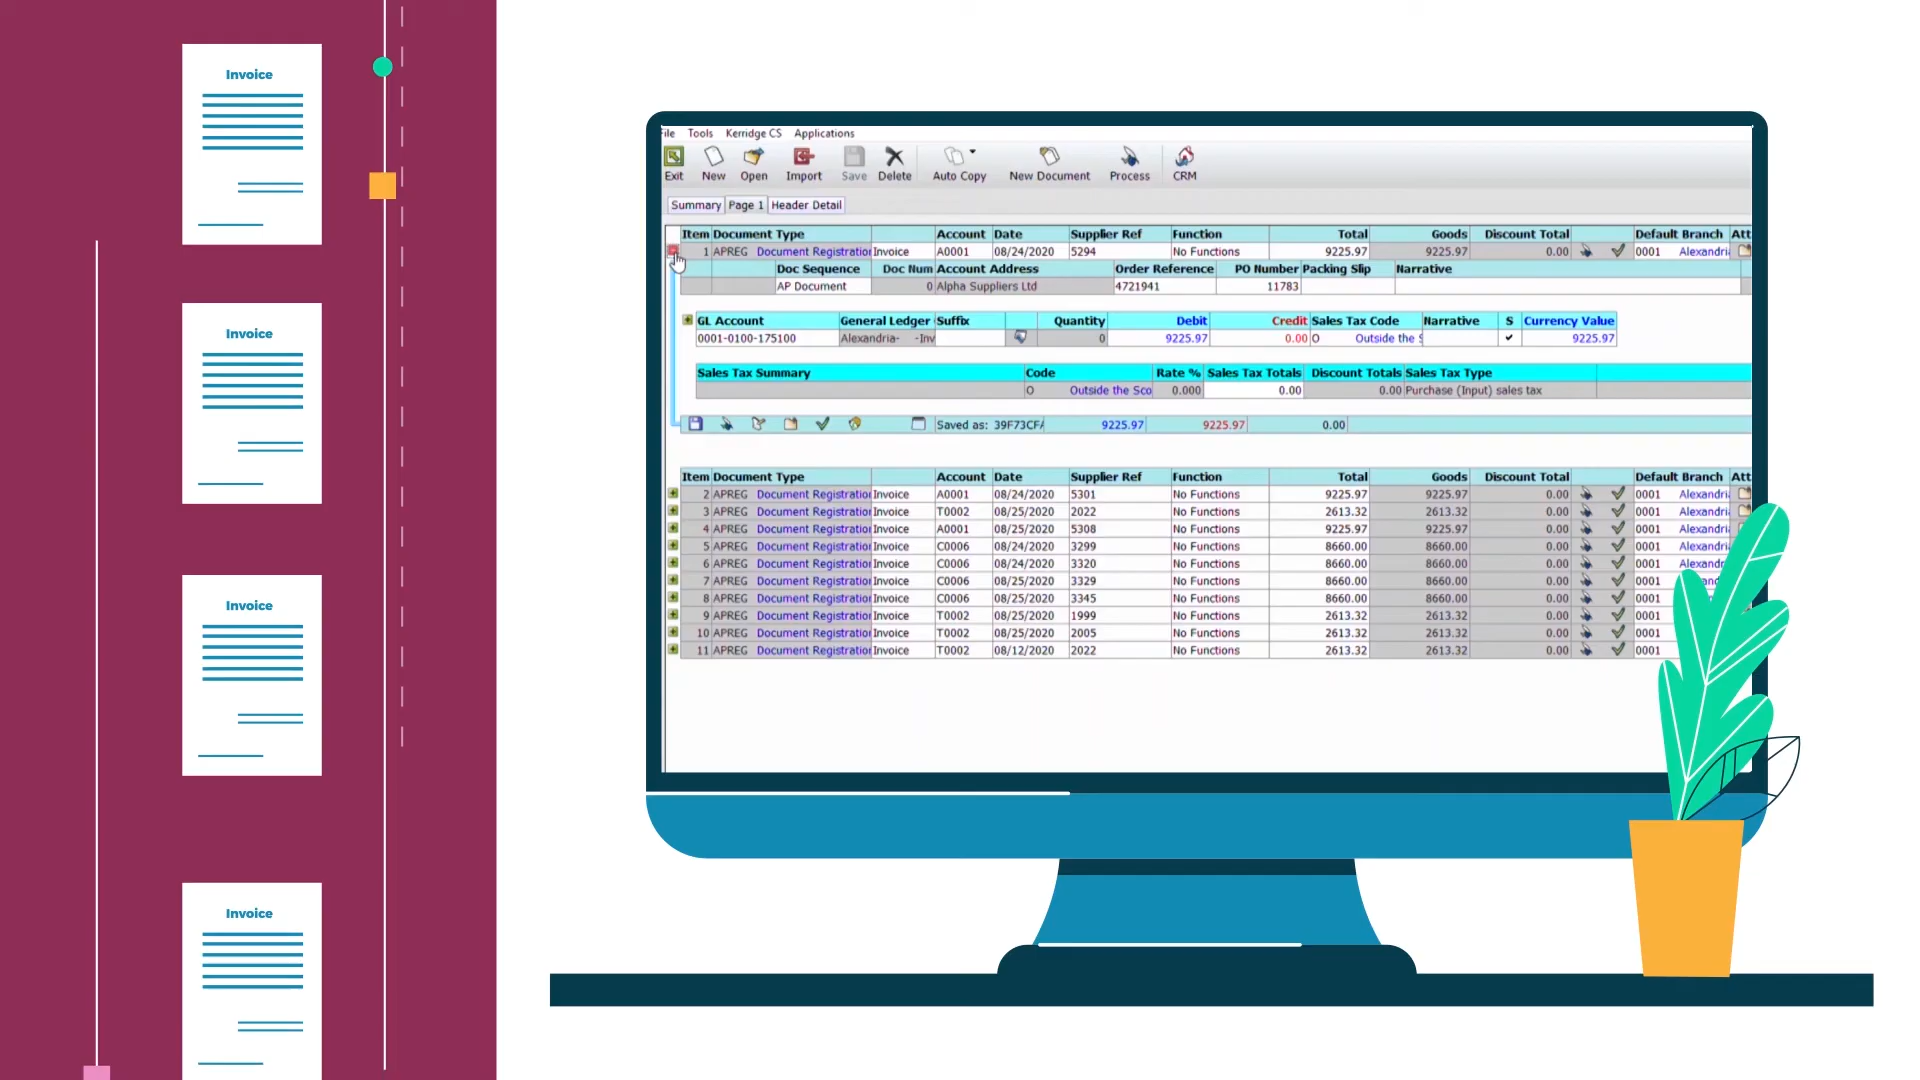 Invoice
Invoice
Invoice
Invoice
File Tools Kerridge CS Applications
Exit New Open Import Save Delete Auto Copy New Document Process CRM
Summary Page 1 Header Detail
Item Document Type Account Date Supplier Ref Function Total Goods Discount Total Default Branch Att
1 APREG Document Registration Invoice A0001 08/24/2020 5294 No Functions 9225.97 9225.97 0.00 0001 Alexandri
Doc Sequence Doc Num Account Address Order Reference PO Number Packing Slip Narrative
AP Document 0 Alpha Suppliers Ltd 4721941 11783
GL Account General Ledger Suffix Quantity Debit Credit Sales Tax Code Narrative S Currency Value
0001-0100-175100 Alexandria- -Inv 0 9225.97 0.00 O Outside the S 9225.97
Sales Tax Summary Code Rate % Sales Tax Totals Discount Totals Sales Tax Type
O Outside the Sco 0.000 0.00 0.00 Purchase (Input) sales tax
Saved as: 39F73CF 9225.97 9225.97 0.00
Item Document Type Account Date Supplier Ref Function Total Goods Discount Total Default Branch Att
2 APREG Document Registration Invoice A0001 08/24/2020 5301 No Functions 9225.97 9225.97 0.00 0001 Alexandri
3 APREG Document Registration Invoice T0002 08/25/2020 2022 No Functions 2613.32 2613.32 0.00 0001 Alexandri
4 APREG Document Registration Invoice A0001 08/25/2020 5308 No Functions 9225.97 9225.97 0.00 0001 Alexandri
5 APREG Document Registration Invoice C0006 08/24/2020 3299 No Functions 8660.00 8660.00 0.00 0001 Alexandri
6 APREG Document Registration Invoice C0006 08/24/2020 3320 No Functions 8660.00 8660.00 0.00 0001 Alexandr
7 APREG Document Registration Invoice C0006 08/25/2020 3329 No Functions 8660.00 8660.00 0.00 0001
8 APREG Document Registration Invoice C0006 08/25/2020 3345 No Functions 8660.00 8660.00 0.00 0001
9 APREG Document Registration Invoice T0002 08/25/2020 1999 No Functions 2613.32 2613.32 0.00 0001
10 APREG Document Registration Invoice T0002 08/25/2020 2005 No Functions 2613.32 2613.32 0.00 0001
11 APREG Document Registration Invoice T0002 08/12/2020 2022 No Functions 2613.32 2613.32 0.00 0001